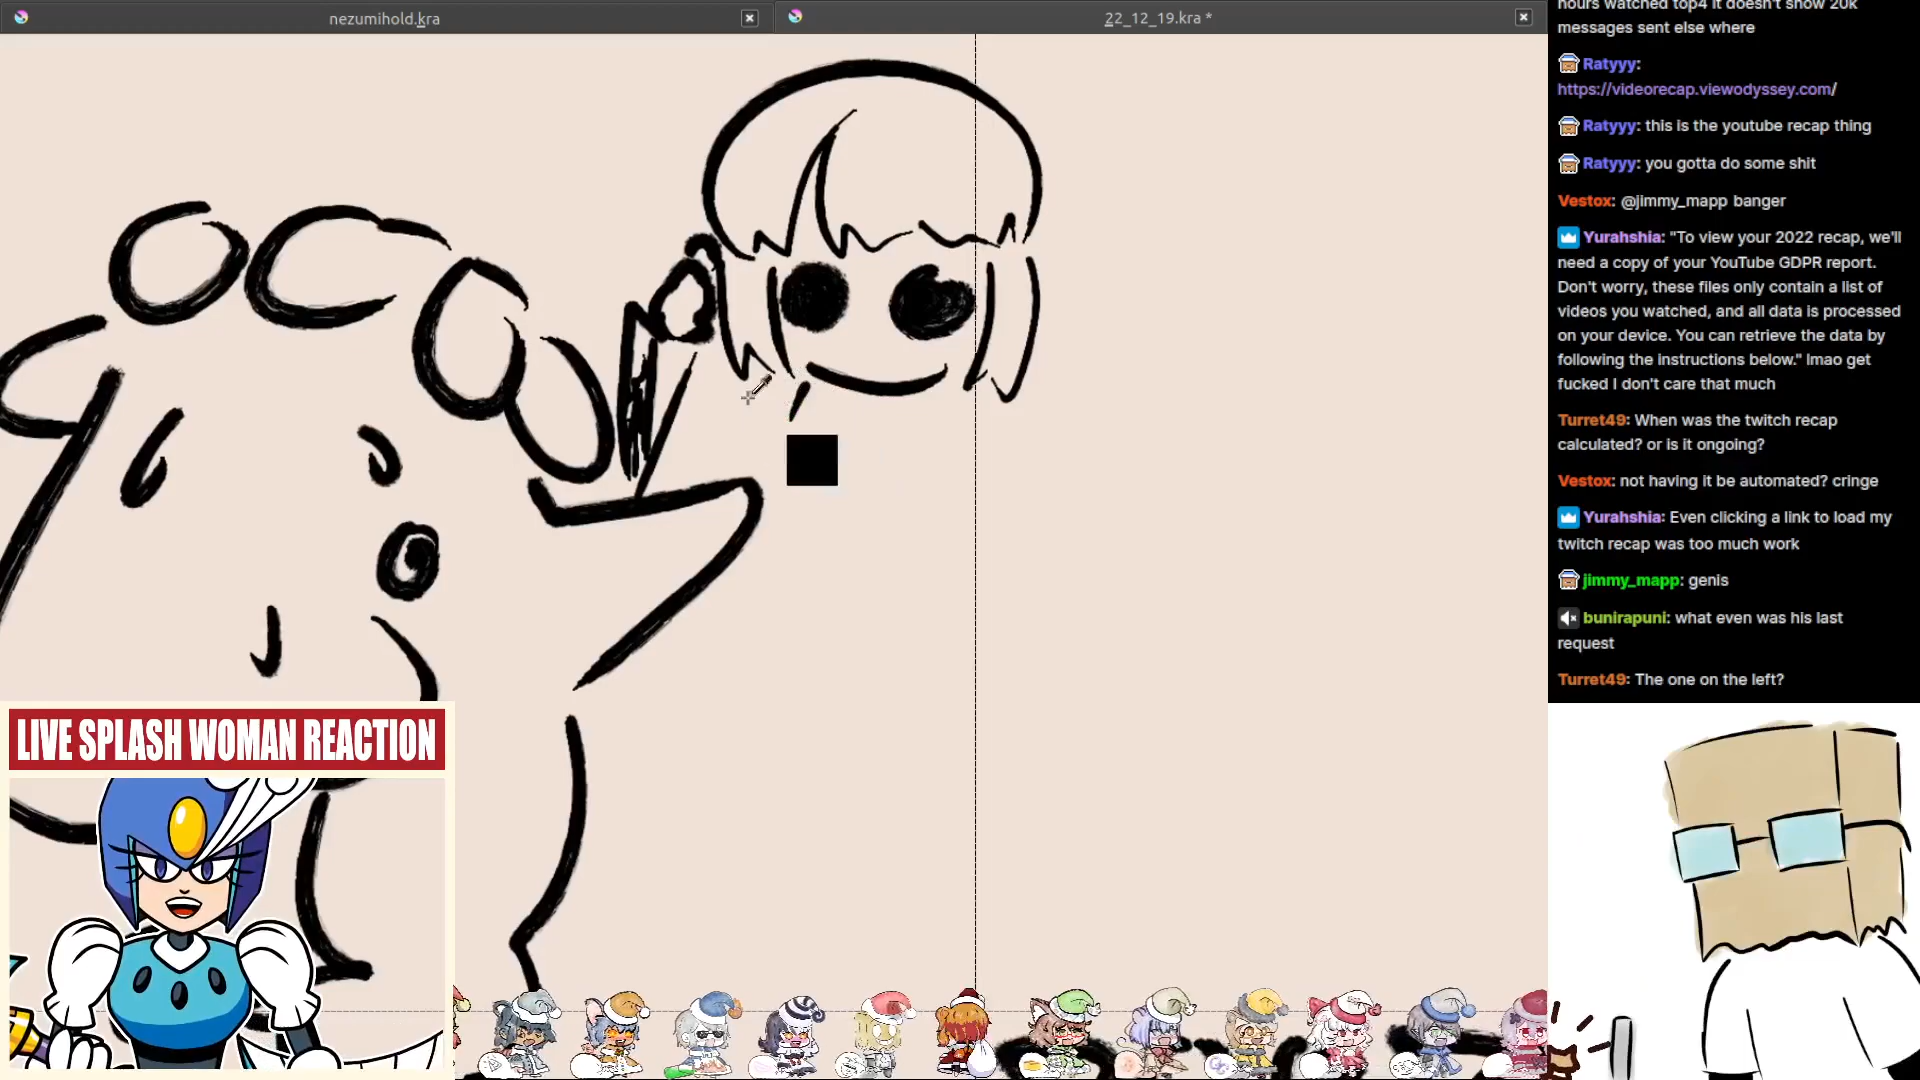 nezumihold.kra
22_12_19.kra *
hours watched top4 it doesn't show 20k
messages sent else where
Ratyyy:
https://videorecap.viewodyssey.com/
Ratyyy: this is the youtube recap thing
Ratyyy: you gotta do some shit
Vestox: @jimmy_mapp banger
Yurahshia: "To view your 2022 recap, we'll
need a copy of your YouTube GDPR report.
Don't worry, these files only contain a list of
videos you watched, and all data is processed
on your device. You can retrieve the data by
following the instructions below." lmao get
fucked I don't care that much
Turret49: When was the twitch recap
calculated? or is it ongoing?
Vestox: not having it be automated? cringe
Yurahshia: Even clicking a link to load my
twitch recap was too much work
jimmy_mapp: genis
bunirapuni: what even was his last
request
Turret49: The one on the left?
LIVE SPLASH WOMAN REACTION